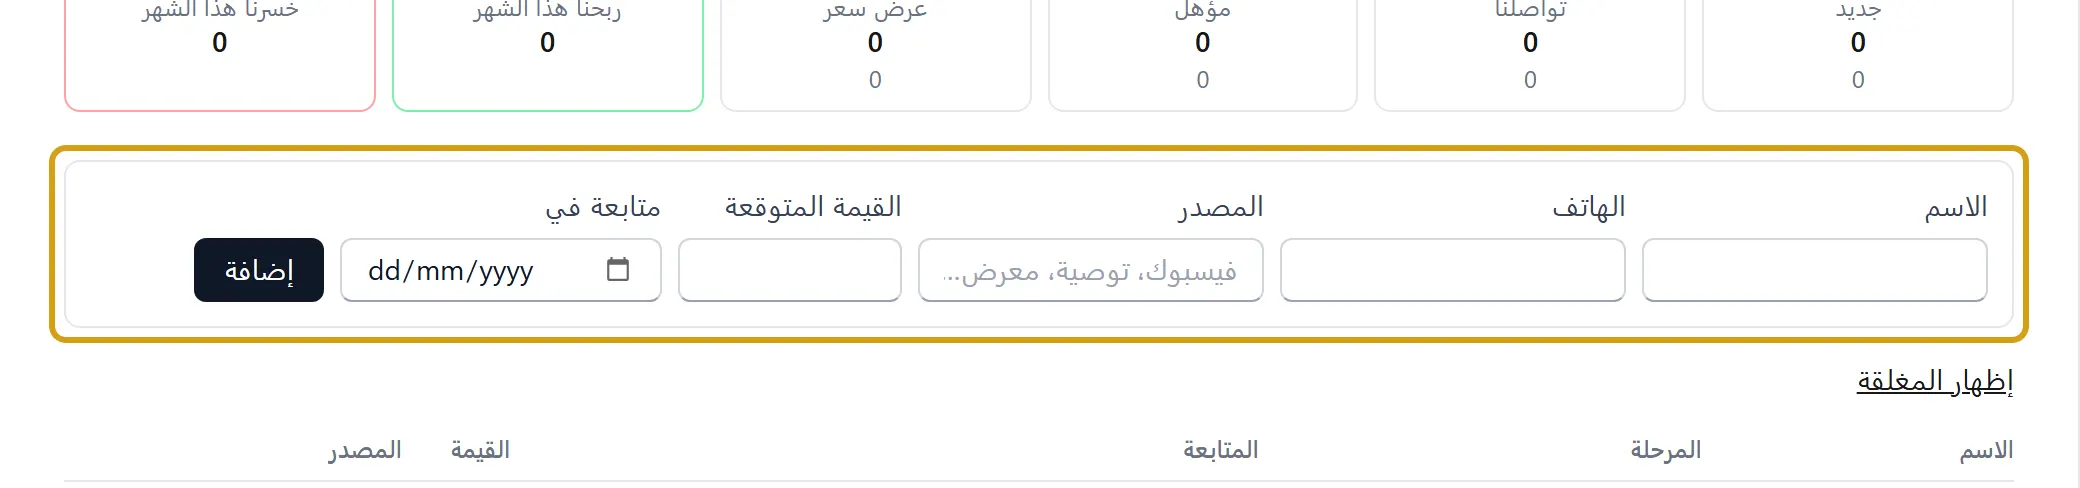 جديد تواصلنا مؤهل عرض سعر ربحنا هذا الشهر خسرنا هذا الشهر
0 0 0 0 0 0
0 0 0 0
الاسم الهاتف المصدر القيمة المتوقعة متابعة في
فيسبوك، توصية، معرض... dd/mm/yyyy إضافة
إظهار المغلقة
الاسم المرحلة المتابعة القيمة المصدر